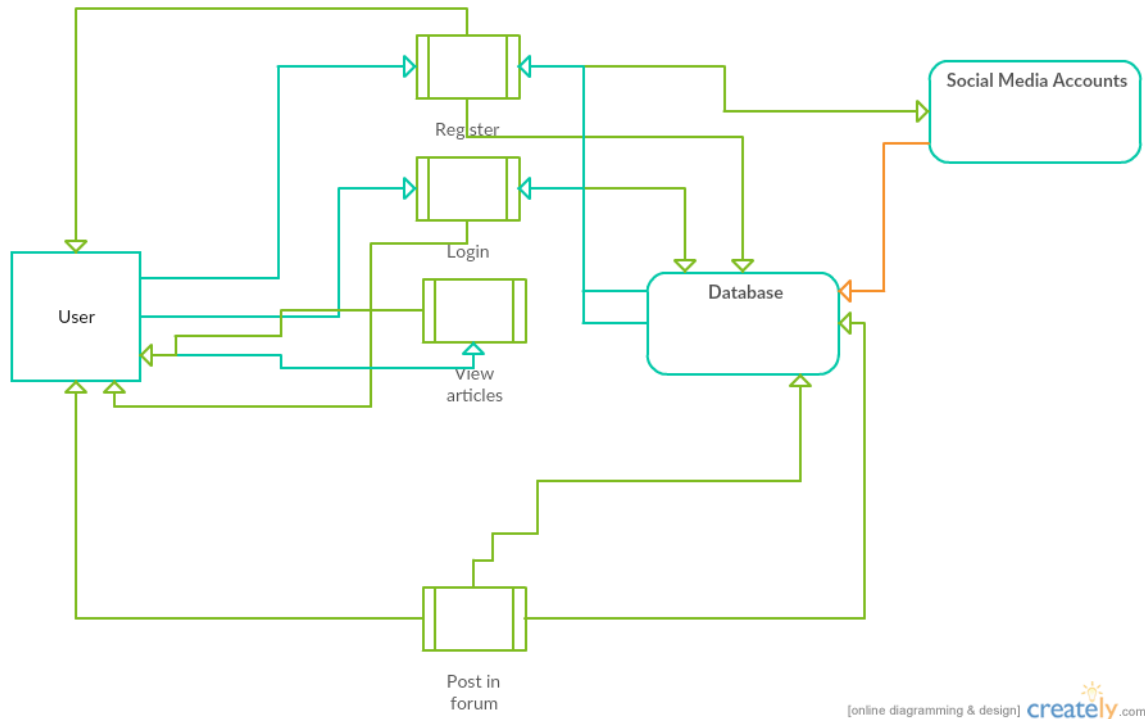 Register
Social Media Accounts
Login
User
Database
View
articles
Post in
forum
[online diagramming & design] creately.com